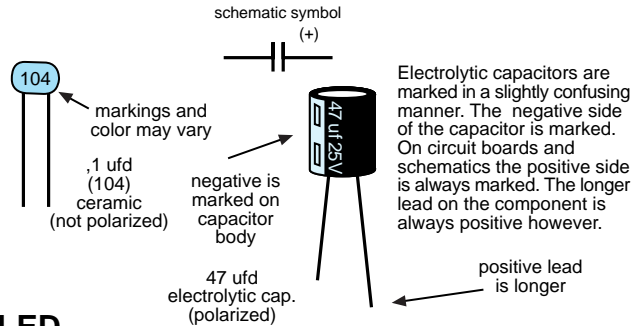 schematic symbol
(+)
104
markings and
color may vary
,1 ufd
(104)
ceramic
(not polarized)
47 uf 25V
negative is
marked on
capacitor
body
47 ufd
electrolytic cap.
(polarized)
Electrolytic capacitors are
marked in a slightly confusing
manner. The negative side
of the capacitor is marked.
On circuit boards and
schematics the positive side
is always marked. The longer
lead on the component is
always positive however.
positive lead
is longer
LED